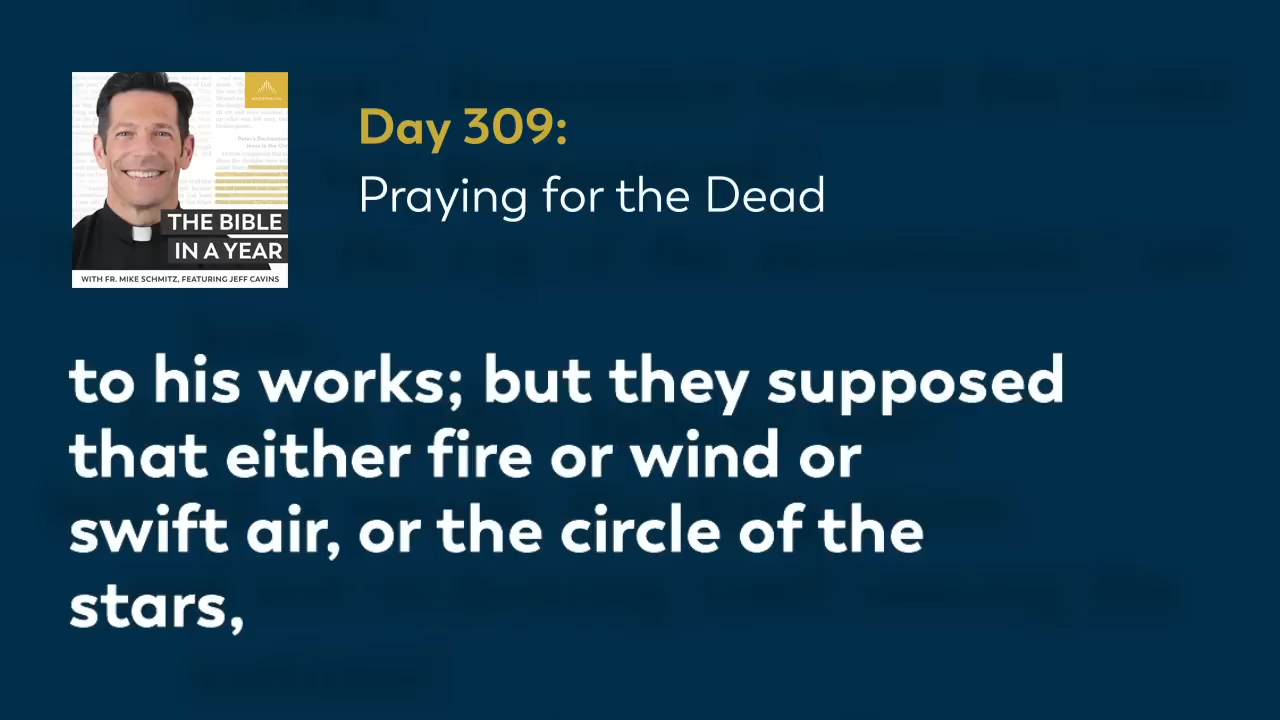 Day 309:
Praying for the Dead
THE BIBLE
IN A YEAR
WITH FR. MIKE SCHMITZ, FEATURING JEFF CAVINS
to his works; but they supposed
that either fire or wind or
swift air, or the circle of the
stars,